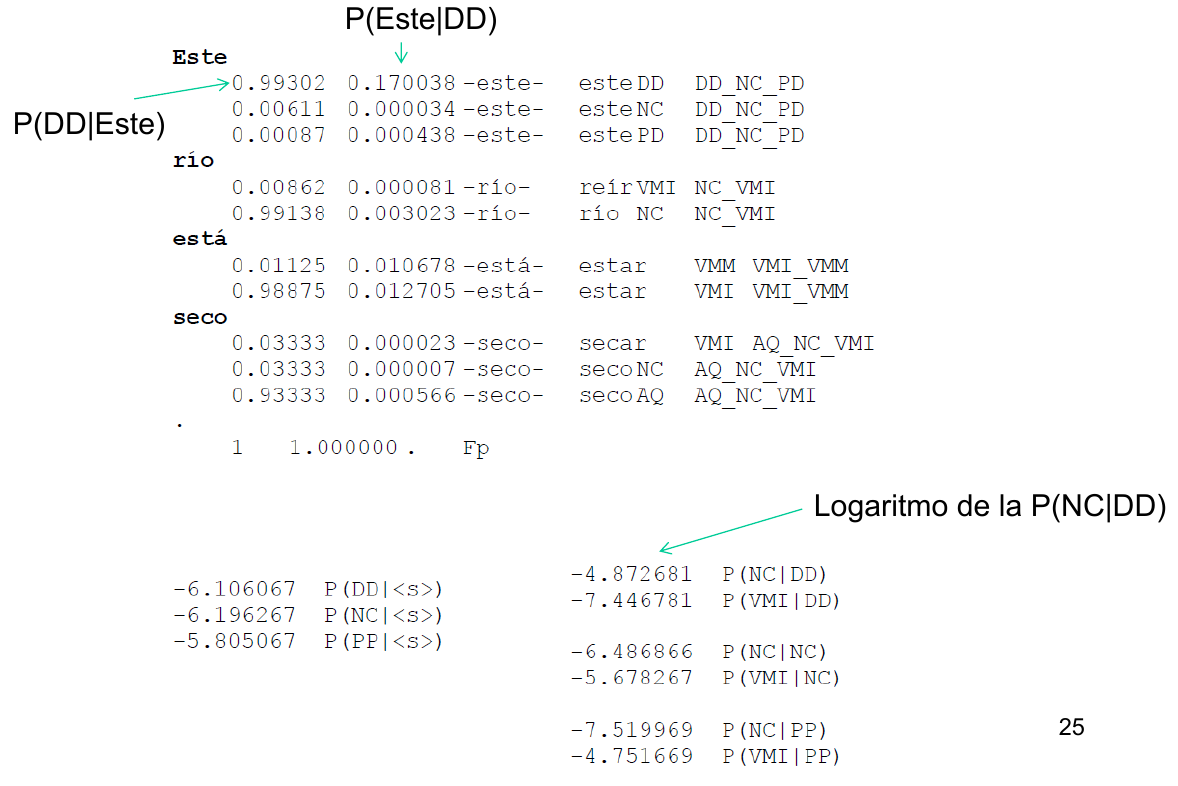 P(Este|DD)
Este
0.99302 0.170038 -este- este DD DD_NC_PD
P(DD|Este)
0.00611 0.000034 -este- este NC DD_NC_PD
0.00087 0.000438 -este- este PD DD_NC_PD
río
0.00862 0.000081 -río- reír VMI NC_VMI
0.99138 0.003023 -río- río NC NC_VMI
está
0.01125 0.010678 -está- estar VMM VMI_VMM
0.98875 0.012705 -está- estar VMI VMI_VMM
seco
0.03333 0.000023 -seco- secar VMI AQ_NC_VMI
0.03333 0.000007 -seco- seco NC AQ_NC_VMI
0.93333 0.000566 -seco- seco AQ AQ_NC_VMI
.
1 1.000000 . Fp
Logaritmo de la P(NC|DD)
-6.106067 P(DD|<s>)
-6.196267 P(NC|<s>)
-5.805067 P(PP|<s>)
-4.872681 P(NC|DD)
-7.446781 P(VMI|DD)
-6.486866 P(NC|NC)
-5.678267 P(VMI|NC)
-7.519969 P(NC|PP)
-4.751669 P(VMI|PP)
25